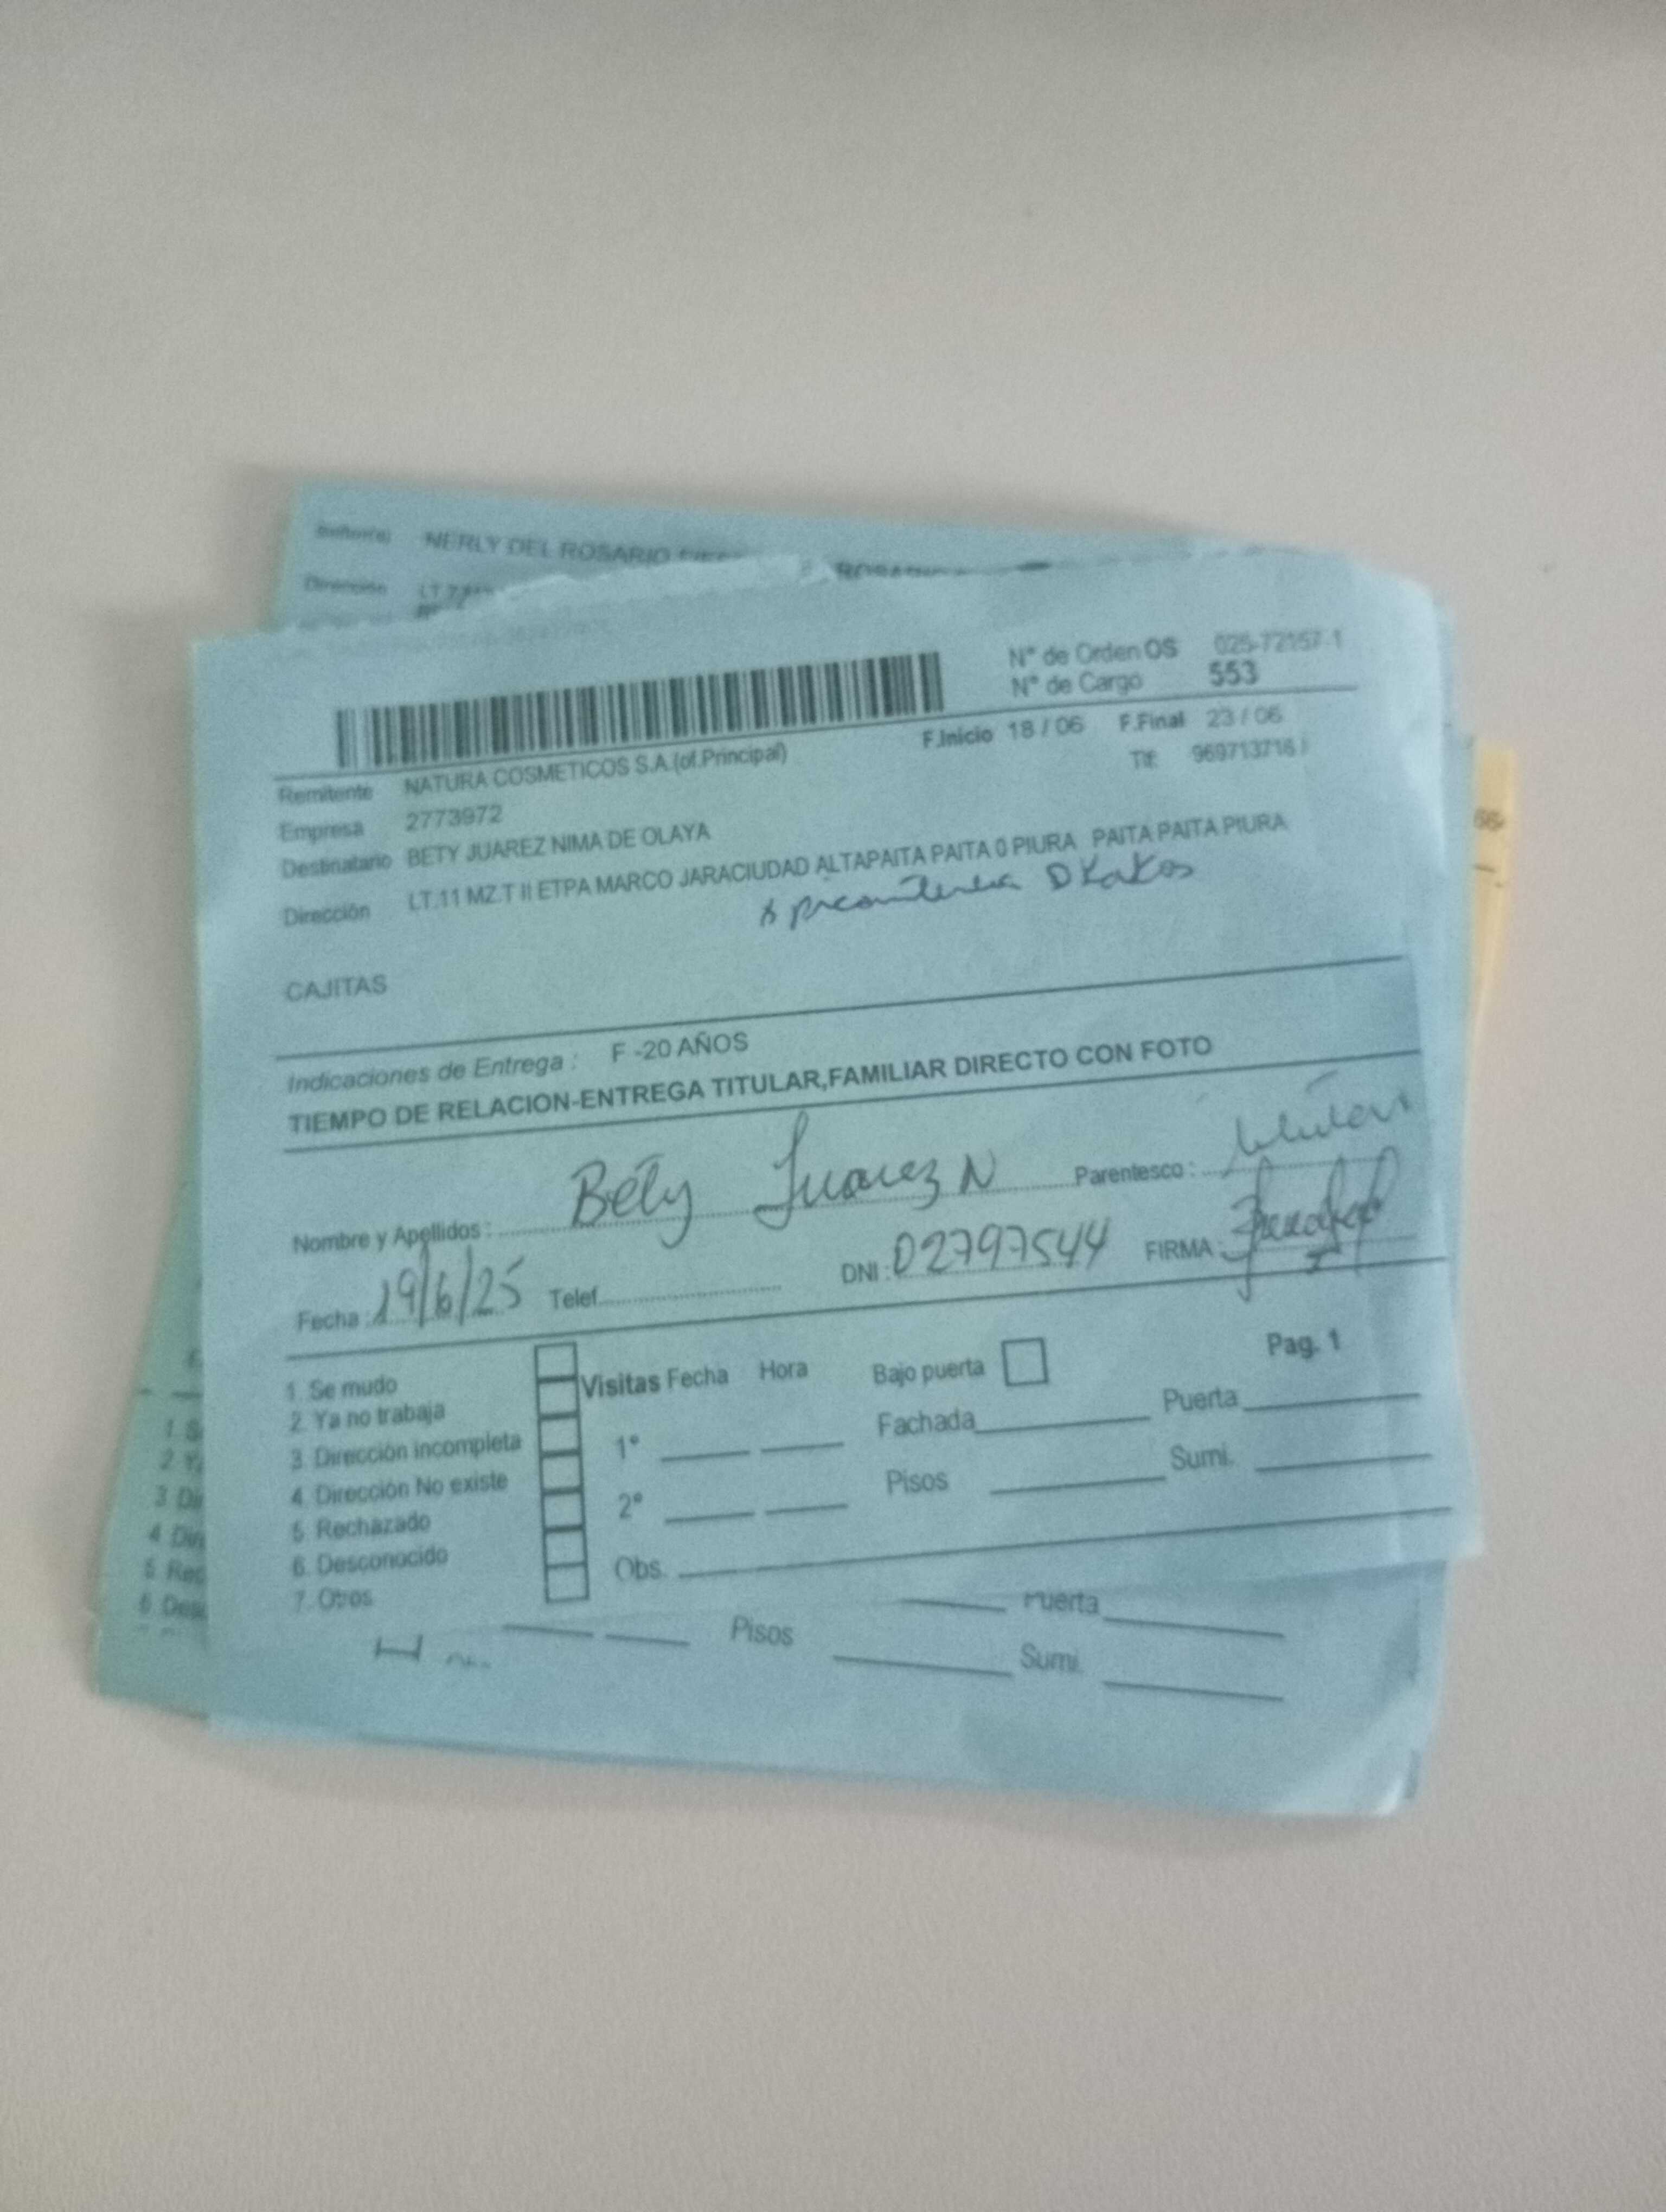 Señor(a) NERLY DEL ROSARIO
Dirección
N° de Orden OS 025-72157-1
N° de Cargo 553
F.Inicio 18 / 06 F.Final 23 / 06
Remitente NATURA COSMETICOS S.A.(of.Principal) Tlf:
Empresa 2773972
Destinatario BETY JUAREZ NIMA DE OLAYA
Dirección LT.11 MZ.T II ETPA MARCO JARACIUDAD ALTAPAITA PAITA 0 PIURA PAITA PAITA PIURA
CAJITAS
Indicaciones de Entrega : F -20 AÑOS
TIEMPO DE RELACION-ENTREGA TITULAR,FAMILIAR DIRECTO CON FOTO
Nombre y Apellidos : Bety Juarez N Parentesco : titular
Fecha : 19/6/25 Telef. DNI : 02797544 FIRMA :
Pag. 1
1. Se mudo Visitas Fecha Hora Bajo puerta
2. Ya no trabaja
3. Dirección incompleta 1° Fachada Puerta
4. Dirección No existe
5. Rechazado 2° Pisos Sumi.
6. Desconocido
7. Otros Obs.
Puerta
Pisos Sumi.